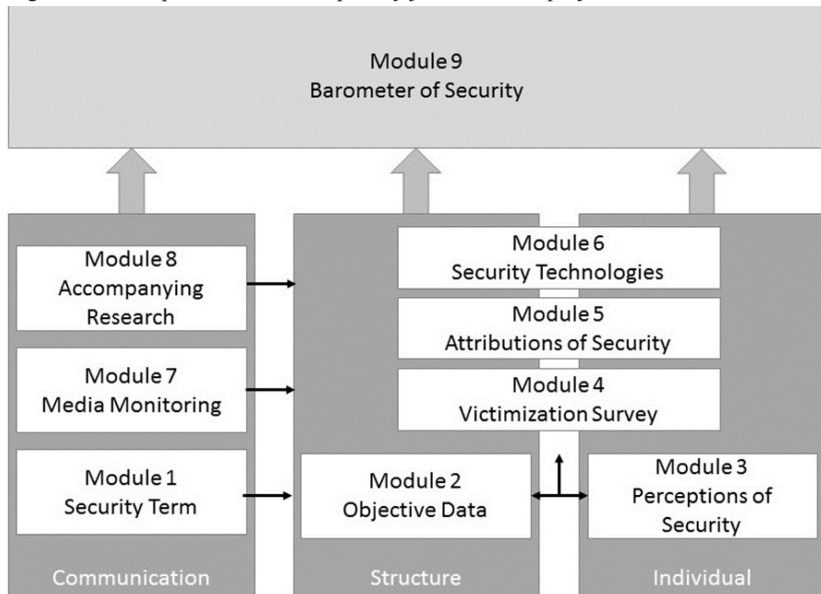 Module 9
Barometer of Security
Module 8
Accompanying
Research
Module 7
Media Monitoring
Module 1
Security Term
Communication
Module 6
Security Technologies
Module 5
Attributions of Security
Module 4
Victimization Survey
Module 2
Objective Data
Structure
Module 3
Perceptions of
Security
Individual